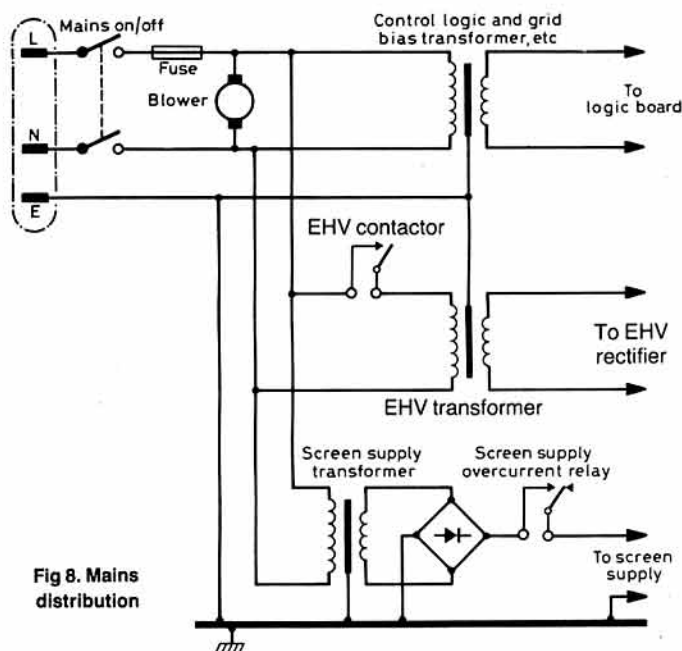 L
Mains on/off
Fuse
Blower
N
E
Control logic and grid
bias transformer, etc
To
logic board
EHV contactor
To EHV
rectifier
EHV transformer
Screen supply
transformer
Screen supply
overcurrent relay
To screen
supply
Fig 8. Mains
distribution